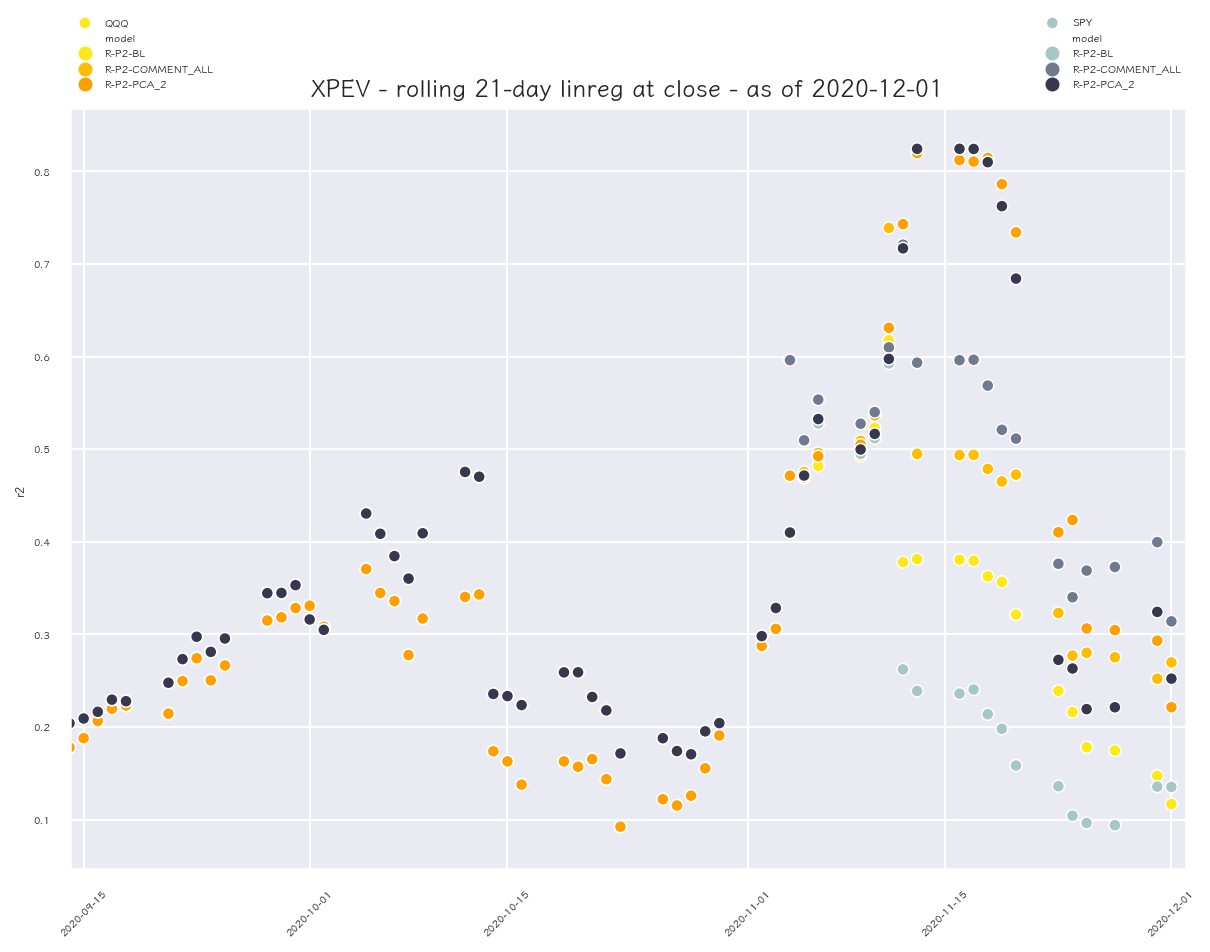 QQQ
model
R-P2-BL
R-P2-COMMENT_ALL
R-P2-PCA_2
SPY
model
R-P2-BL
R-P2-COMMENT_ALL
R-P2-PCA_2
XPEV - rolling 21-day linreg at close - as of 2020-12-01
r2
0.8
0.7
0.6
0.5
0.4
0.3
0.2
0.1
2020-09-15
2020-10-01
2020-10-15
2020-11-01
2020-11-15
2020-12-01